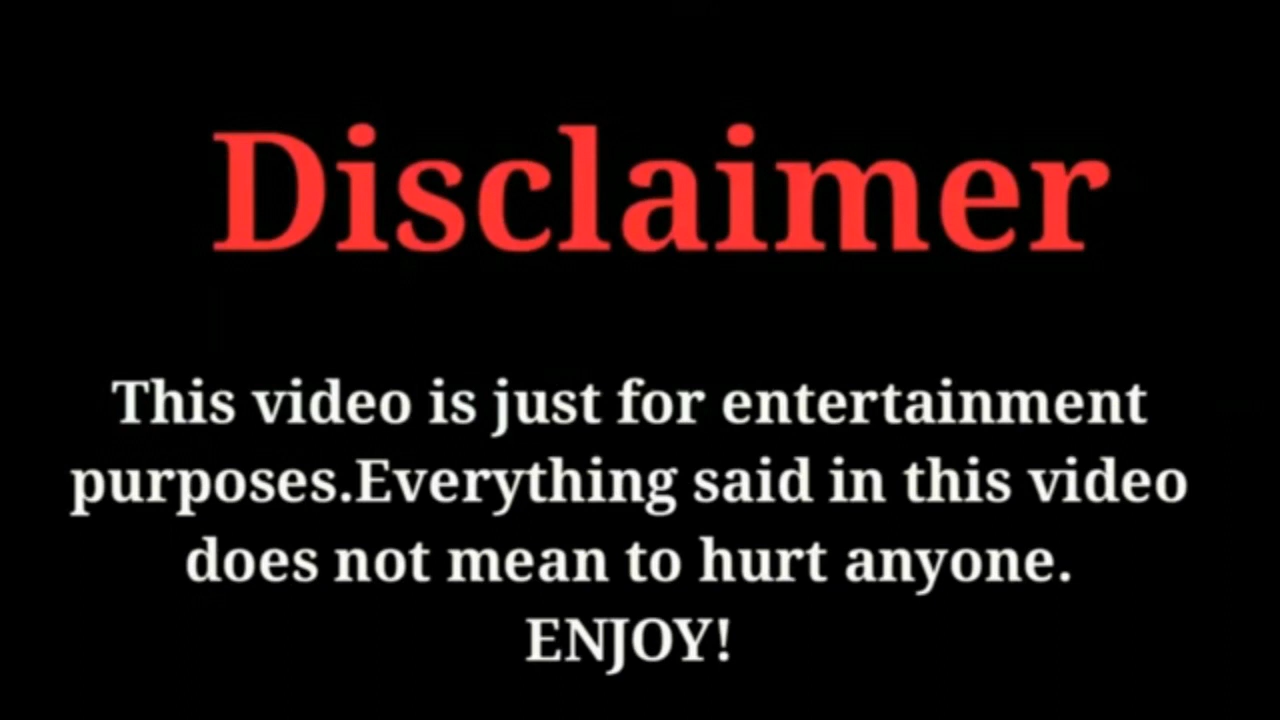 Disclaimer
This video is just for entertainment
purposes.Everything said in this video
does not mean to hurt anyone.
ENJOY!